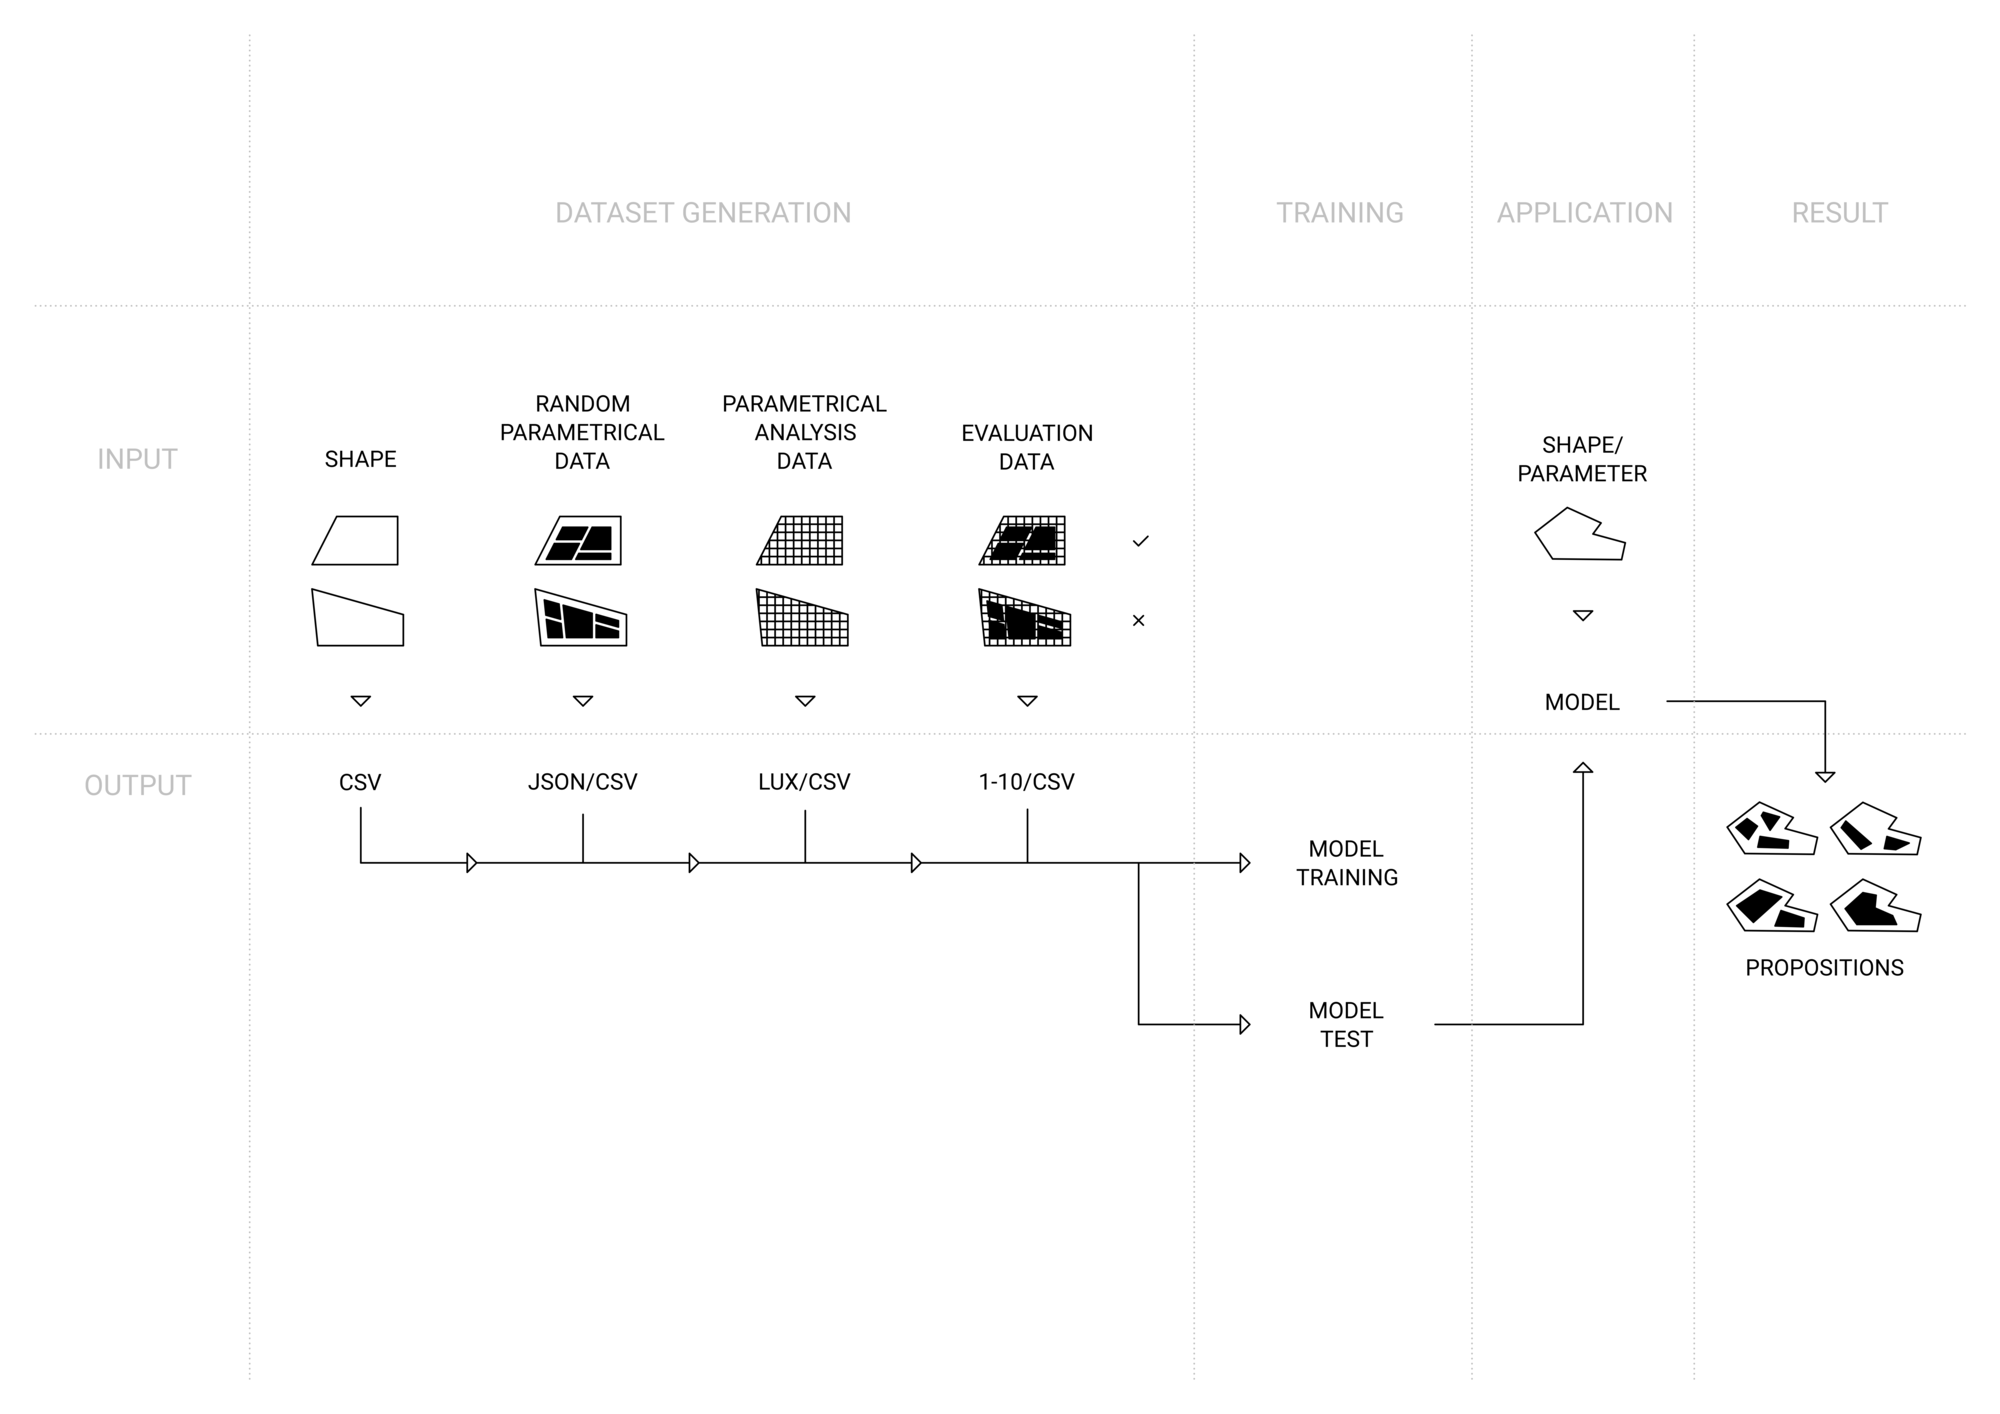 DATASET GENERATION
TRAINING
APPLICATION
RESULT
INPUT
SHAPE
RANDOM
PARAMETRICAL
DATA
PARAMETRICAL
ANALYSIS
DATA
EVALUATION
DATA
SHAPE/
PARAMETER
MODEL
OUTPUT
CSV
JSON/CSV
LUX/CSV
1-10/CSV
MODEL
TRAINING
MODEL
TEST
PROPOSITIONS